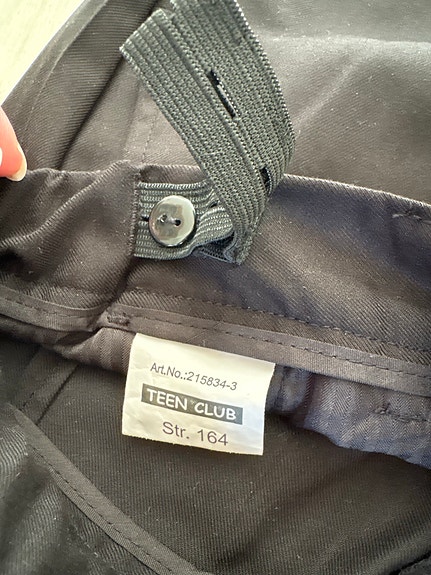 Art.No.:215834-3
TEEN CLUB
Str. 164